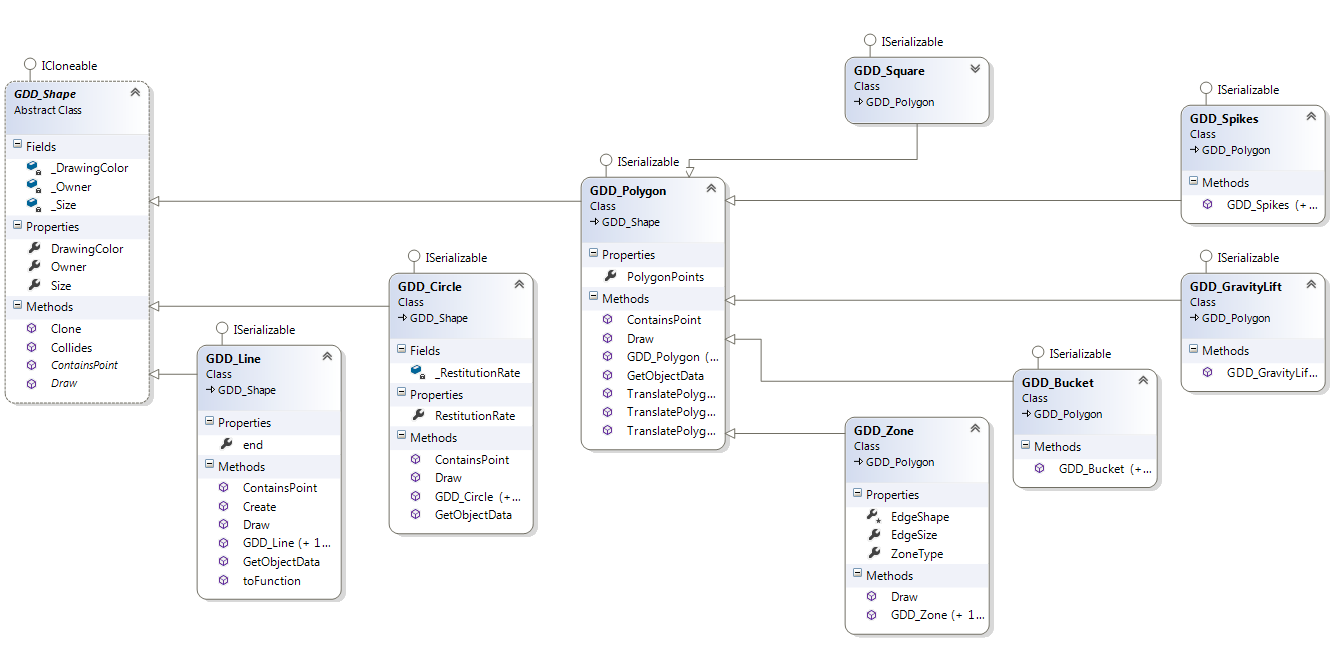 ICloneable
GDD_Shape
Abstract Class
Fields
_DrawingColor
_Owner
_Size
Properties
DrawingColor
Owner
Size
Methods
Clone
Collides
ContainsPoint
Draw
ISerializable
GDD_Line
Class
GDD_Shape
Properties
end
Methods
ContainsPoint
Create
Draw
GDD_Line (+ 1...
GetObjectData
toFunction
ISerializable
GDD_Circle
Class
GDD_Shape
Fields
_RestitutionRate
Properties
RestitutionRate
Methods
ContainsPoint
Draw
GDD_Circle (+...
GetObjectData
ISerializable
GDD_Polygon
Class
GDD_Shape
Properties
PolygonPoints
Methods
ContainsPoint
Draw
GDD_Polygon (...
GetObjectData
TranslatePolyg...
TranslatePolyg...
TranslatePolyg...
ISerializable
GDD_Square
Class
GDD_Polygon
ISerializable
GDD_Zone
Class
GDD_Polygon
Properties
EdgeShape
EdgeSize
ZoneType
Methods
Draw
GDD_Zone (+ 1...
GDD_Bucket
Class
GDD_Polygon
Methods
GDD_Bucket (+...
ISerializable
GDD_Spikes
Class
GDD_Polygon
Methods
GDD_Spikes (+ ...
ISerializable
GDD_GravityLift
Class
GDD_Polygon
Methods
GDD_GravityLif...